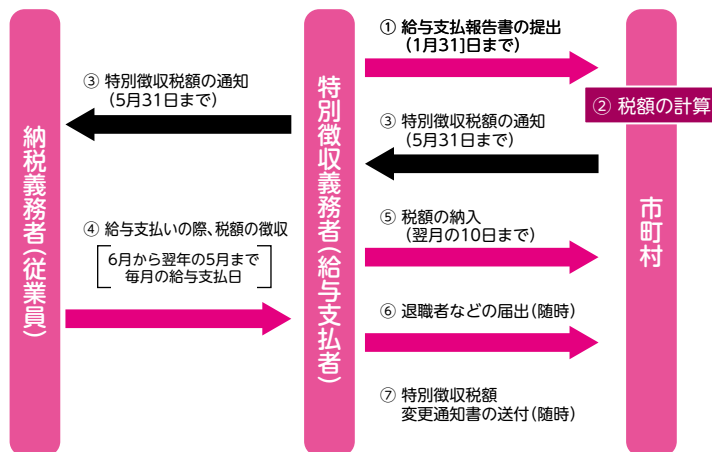 納税義務者(従業員)
特別徴収義務者(給与支払者)
市町村
① 給与支払報告書の提出
(1月31]日まで)
② 税額の計算
③ 特別徴収税額の通知
(5月31日まで)
③ 特別徴収税額の通知
(5月31日まで)
④ 給与支払いの際、税額の徴収
6月から翌年の5月まで
毎月の給与支払日
⑤ 税額の納入
(翌月の10日まで)
⑥ 退職者などの届出(随時)
⑦ 特別徴収税額
変更通知書の送付(随時)